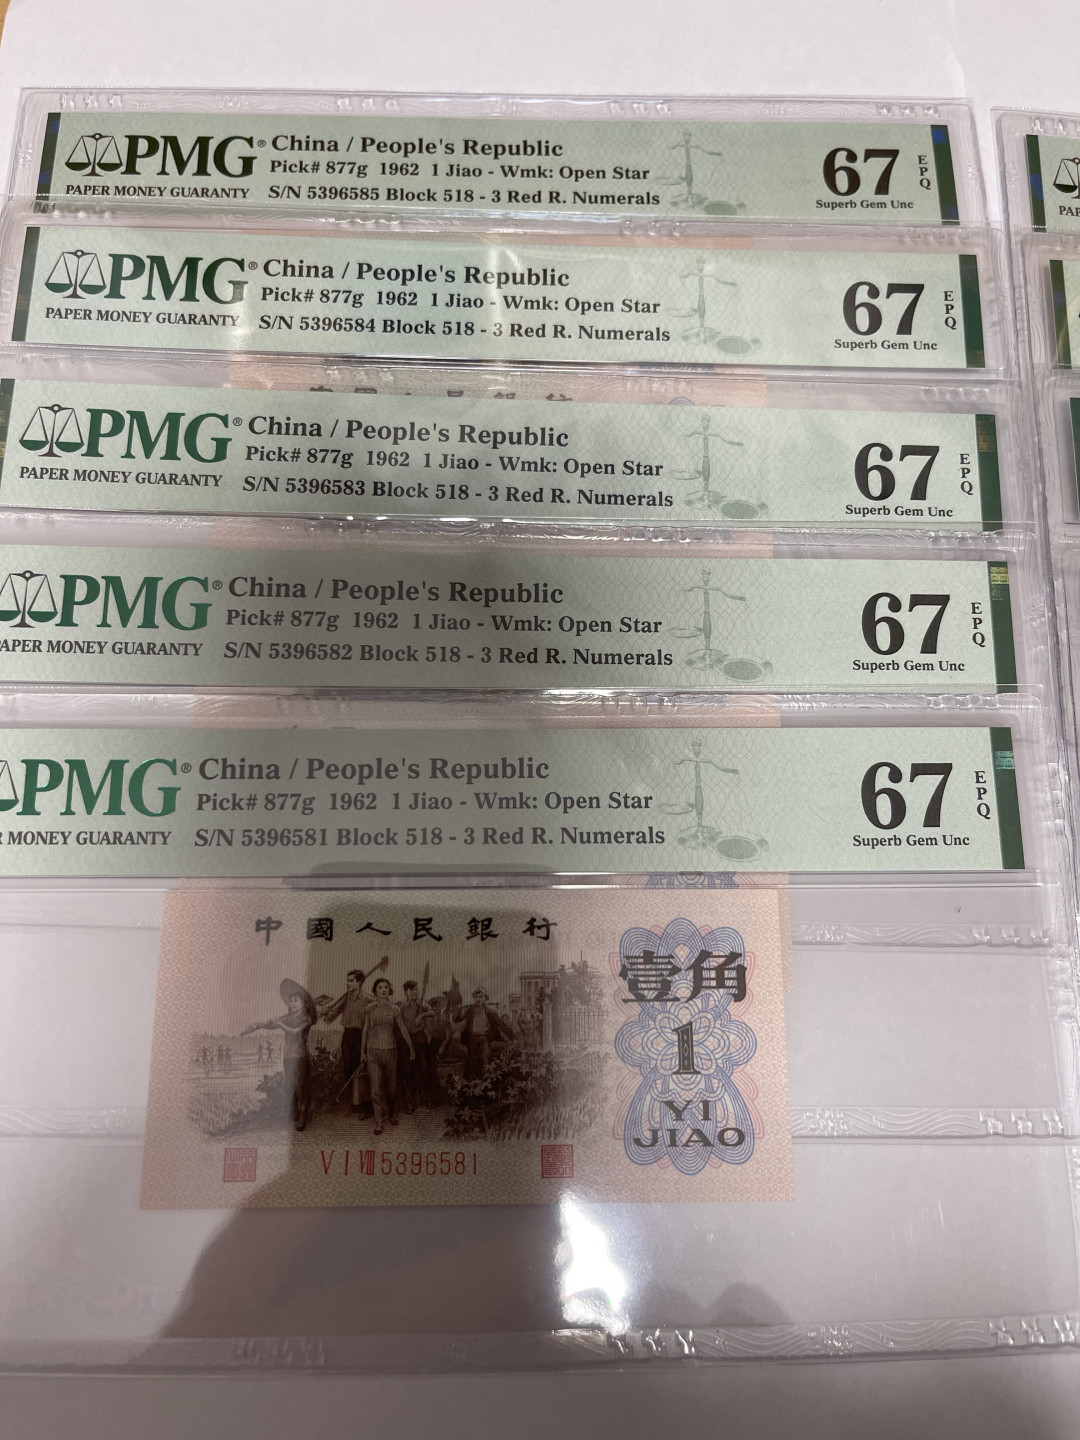 PMG® China / People's Republic
Pick# 877g 1962 1 Jiao - Wmk: Open Star
PAPER MONEY GUARANTY S/N 5396585 Block 518 - 3 Red R. Numerals
67 EPQ
Superb Gem Unc
PMG® China / People's Republic
Pick# 877g 1962 1 Jiao - Wmk: Open Star
PAPER MONEY GUARANTY S/N 5396584 Block 518 - 3 Red R. Numerals
67 EPQ
Superb Gem Unc
PMG® China / People's Republic
Pick# 877g 1962 1 Jiao - Wmk: Open Star
PAPER MONEY GUARANTY S/N 5396583 Block 518 - 3 Red R. Numerals
67 EPQ
Superb Gem Unc
PMG® China / People's Republic
Pick# 877g 1962 1 Jiao - Wmk: Open Star
APER MONEY GUARANTY S/N 5396582 Block 518 - 3 Red R. Numerals
67 EPQ
Superb Gem Unc
PMG® China / People's Republic
Pick# 877g 1962 1 Jiao - Wmk: Open Star
MONEY GUARANTY S/N 5396581 Block 518 - 3 Red R. Numerals
67 EPQ
Superb Gem Unc
中國人民銀行
壹角
1
YI
JIAO
V I VIII 5396581
PAP